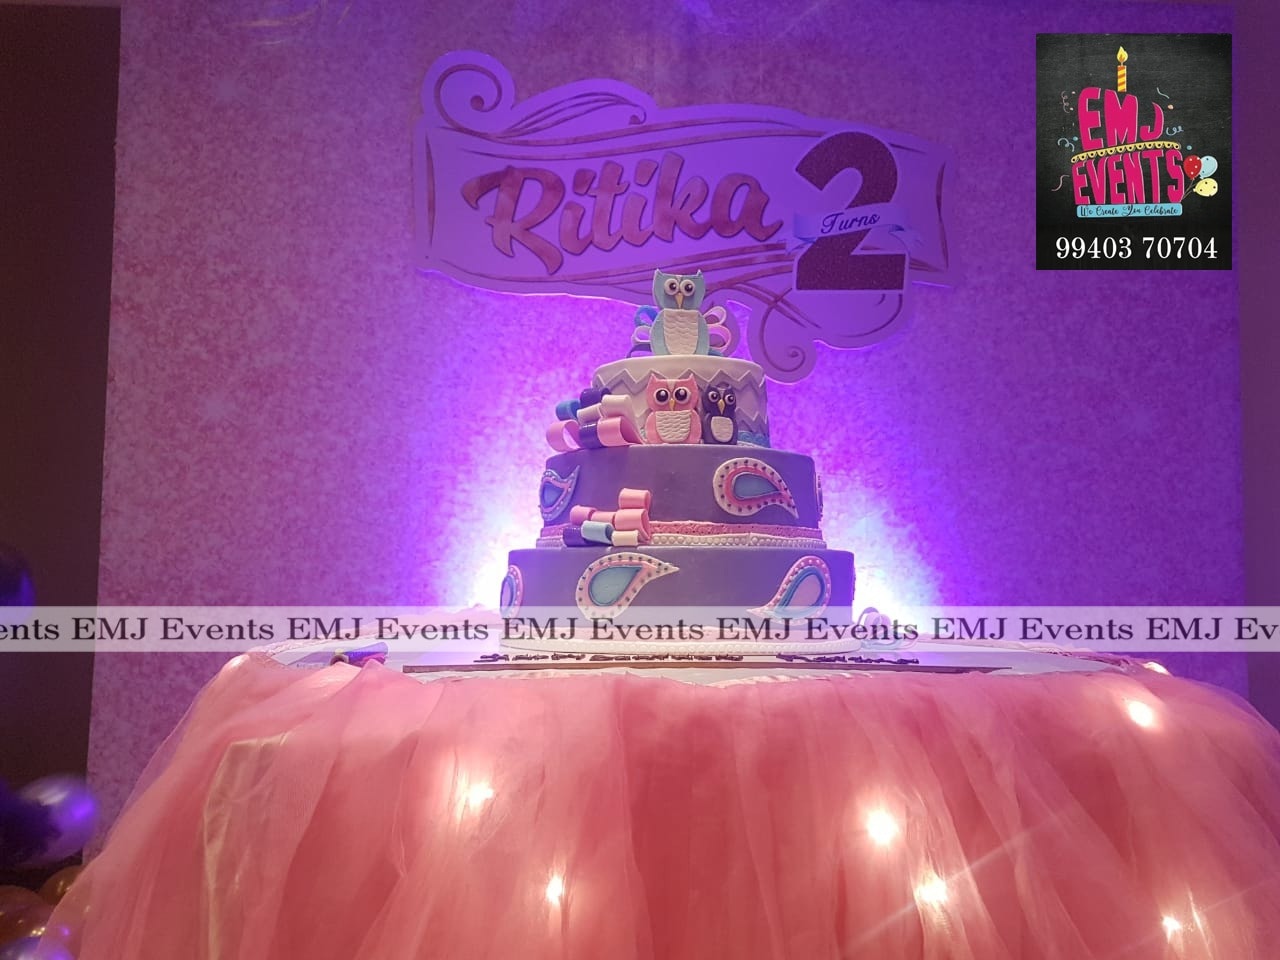 EMJ
EVENTS
We Create You Celebrate
99403 70704
Ritika
Turns
2
ents EMJ Events EMJ Events EMJ Events EMJ Events EMJ Events EMJ Ev